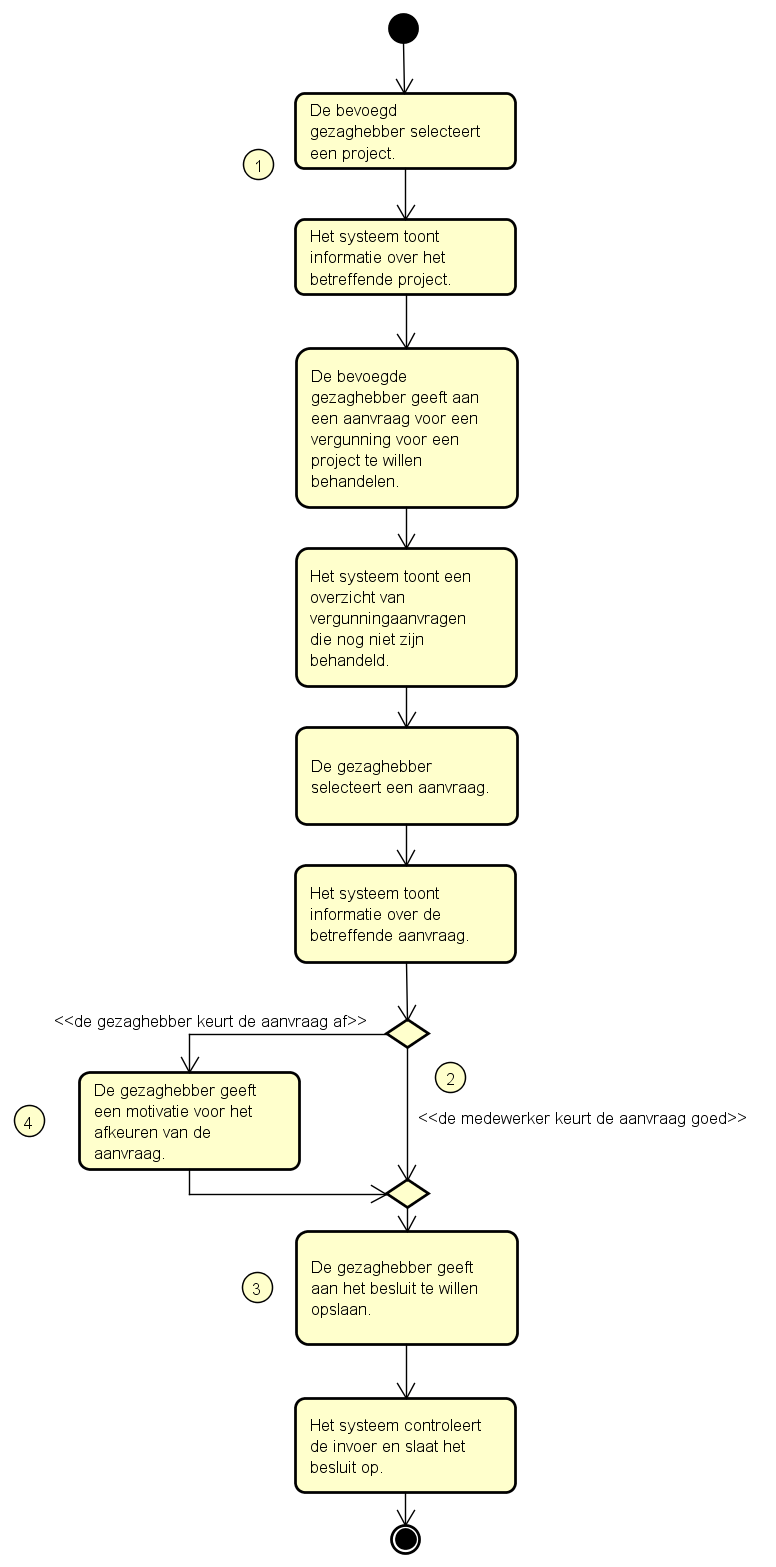 De bevoegd
gezaghebber selecteert
een project.
1
Het systeem toont
informatie over het
betreffende project.
De bevoegde
gezaghebber geeft aan
een aanvraag voor een
vergunning voor een
project te willen
behandelen.
Het systeem toont een
overzicht van
vergunningaanvragen
die nog niet zijn
behandeld.
De gezaghebber
selecteert een aanvraag.
Het systeem toont
informatie over de
betreffende aanvraag.
<<de gezaghebber keurt de aanvraag af>>
2
<<de medewerker keurt de aanvraag goed>>
De gezaghebber geeft
een motivatie voor het
afkeuren van de
aanvraag.
4
De gezaghebber geeft
aan het besluit te willen
opslaan.
3
Het systeem controleert
de invoer en slaat het
besluit op.